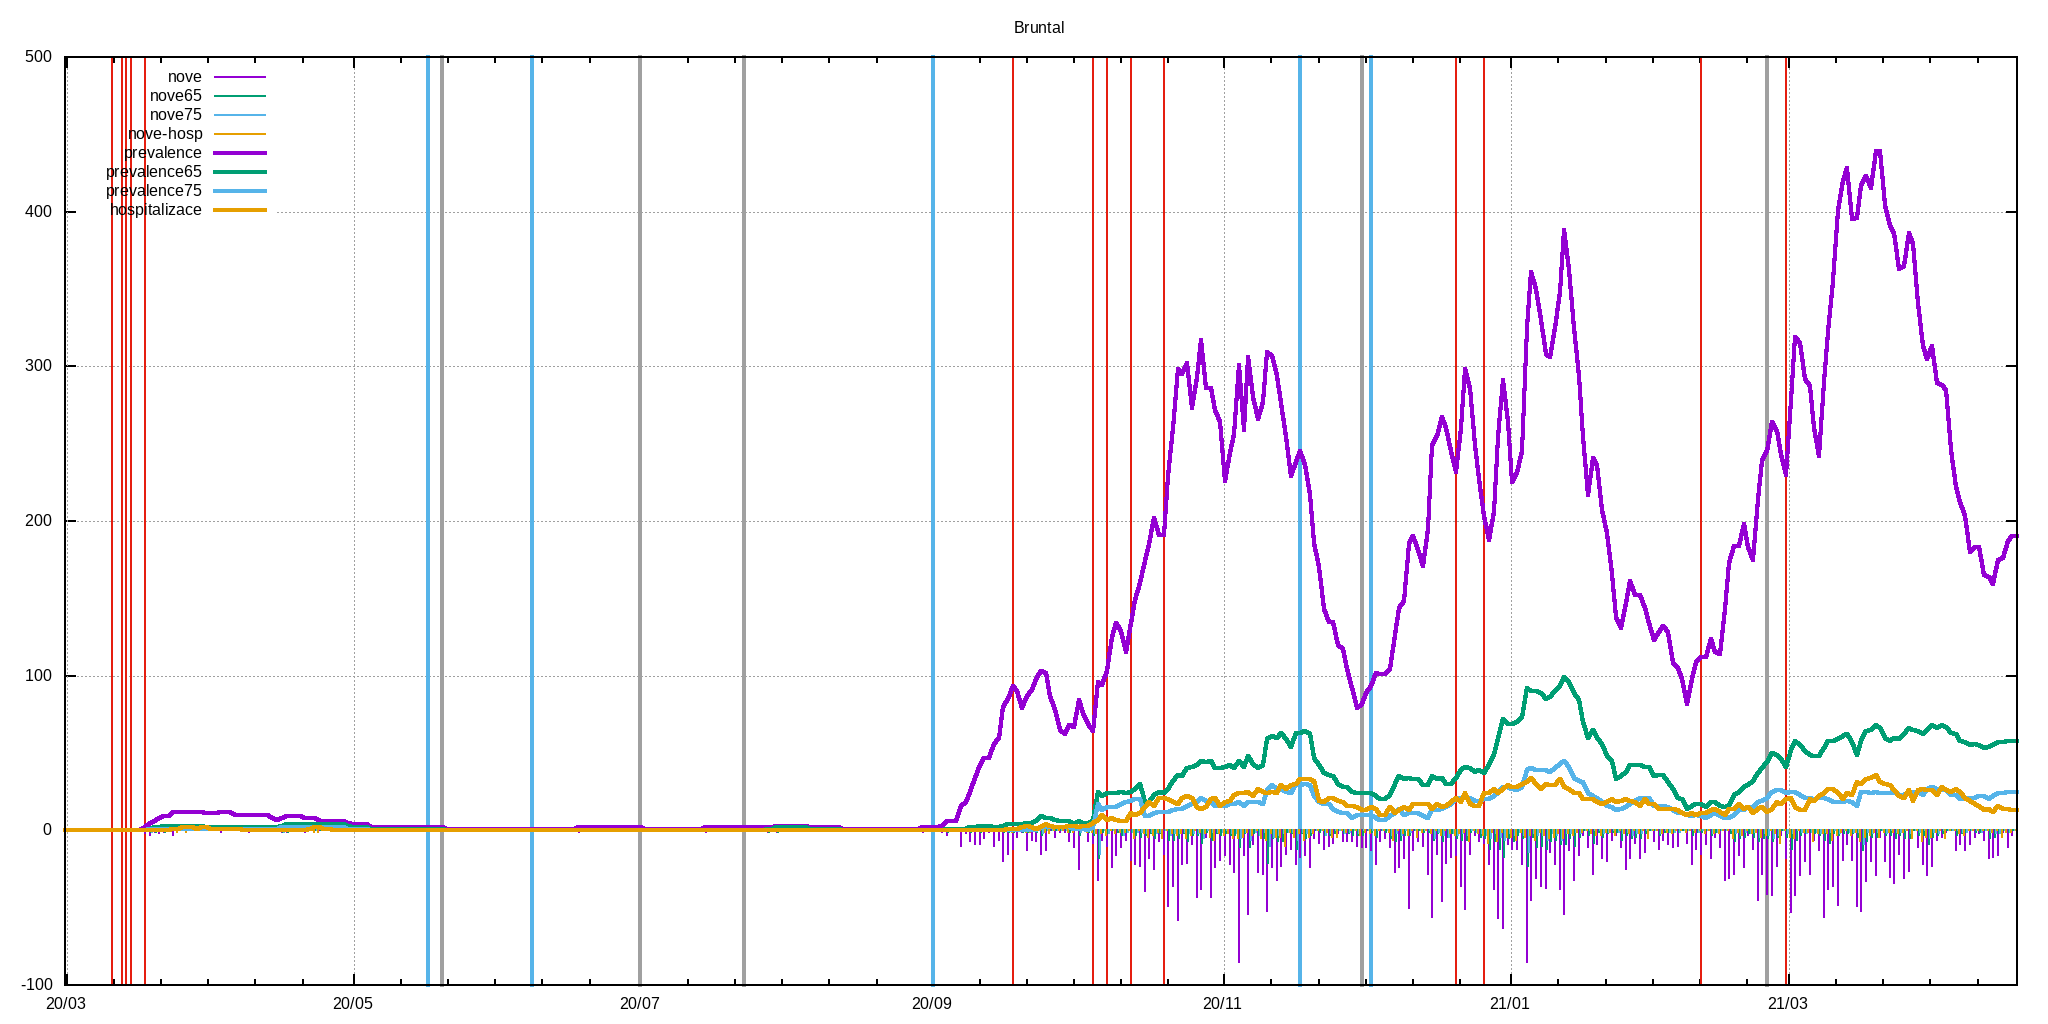 Bruntal
500
400
300
200
100
0
-100
nove
nove65
nove75
nove-hosp
prevalence
prevalence65
prevalence75
hospitalizace
20/03 20/05 20/07 20/09 20/11 21/01 21/03